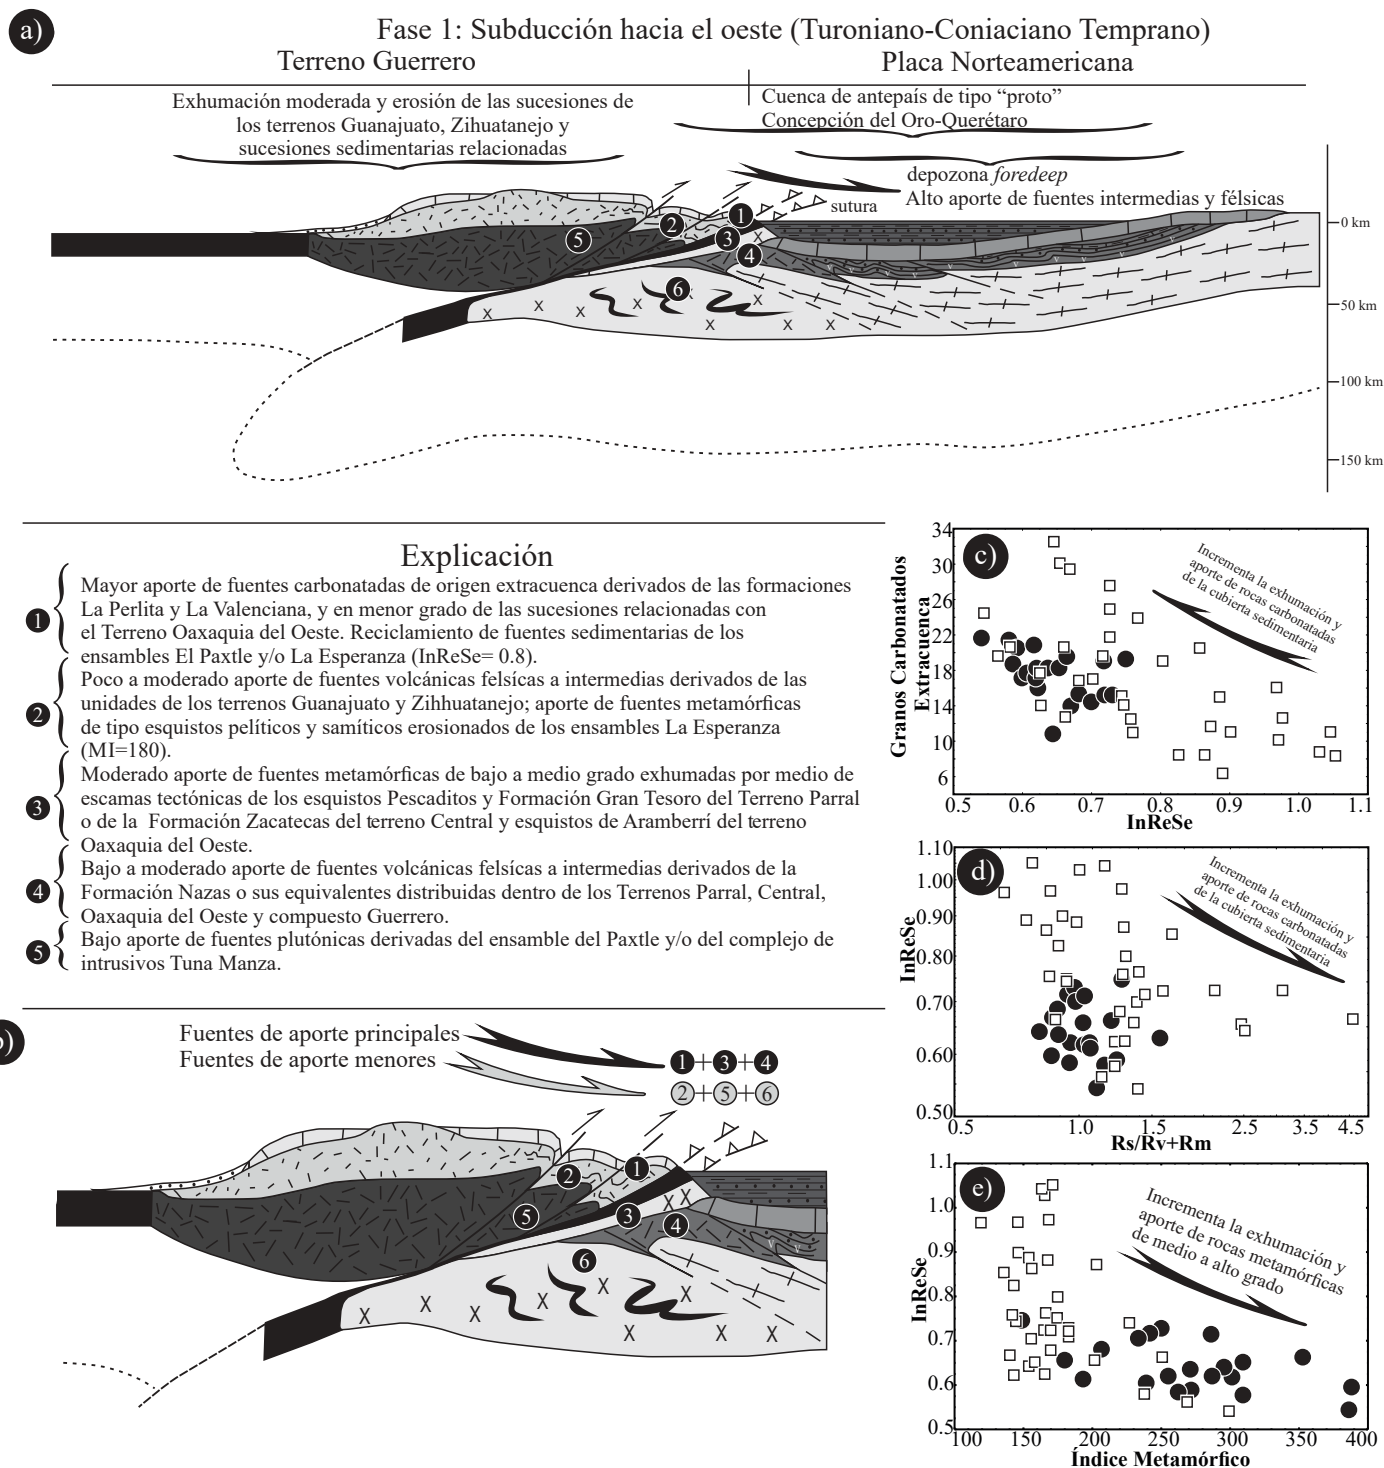 a)
Fase 1: Subducción hacia el oeste (Turoniano-Coniaciano Temprano)
Terreno Guerrero
Placa Norteamericana
Exhumación moderada y erosión de las sucesiones de
los terrenos Guanajuato, Zihuatanejo y
sucesiones sedimentarias relacionadas
Cuenca de antepaís de tipo “proto”
Concepción del Oro-Querétaro
depozona foredeep
Alto aporte de fuentes intermedias y félsicas
sutura
1
2
3
4
5
6
x x x x x x x x x
v v v
0 km
50 km
100 km
150 km
Explicación
1
Mayor aporte de fuentes carbonatadas de origen extracuenca derivados de las formaciones
La Perlita y La Valenciana, y en menor grado de las sucesiones relacionadas con
el Terreno Oaxaquia del Oeste. Reciclamiento de fuentes sedimentarias de los
ensambles El Paxtle y/o La Esperanza (InReSe= 0.8).
2
Poco a moderado aporte de fuentes volcánicas felsícas a intermedias derivados de las
unidades de los terrenos Guanajuato y Zihhuatanejo; aporte de fuentes metamórficas
de tipo esquistos pelíticos y samíticos erosionados de los ensambles La Esperanza
(MI=180).
3
Moderado aporte de fuentes metamórficas de bajo a medio grado exhumadas por medio de
escamas tectónicas de los esquistos Pescaditos y Formación Gran Tesoro del Terreno Parral
o de la Formación Zacatecas del terreno Central y esquistos de Aramberrí del terreno
Oaxaquia del Oeste.
4
Bajo a moderado aporte de fuentes volcánicas felsícas a intermedias derivados de la
Formación Nazas o sus equivalentes distribuidas dentro de los Terrenos Parral, Central,
Oaxaquia del Oeste y compuesto Guerrero.
5
Bajo aporte de fuentes plutónicas derivadas del ensamble del Paxtle y/o del complejo de
intrusivos Tuna Manza.
b)
Fuentes de aporte principales
1+3+4
Fuentes de aporte menores
2+5+6
1
2
3
4
5
6
X X X X X X X X X X
v v
c)
Granos Carbonatados
Extracuenca
34
30
26
22
18
14
10
6
0.5 0.6 0.7 0.8 0.9 1.0 1.1
InReSe
Incrementa la exhumación y
aporte de rocas carbonatadas
de la cubierta sedimentaria
d)
InReSe
1.10
1.00
0.90
0.80
0.70
0.60
0.50
0.5 1.0 1.5 2.5 3.5 4.5
Rs/Rv+Rm
Incrementa la exhumación y
aporte de rocas carbonatadas
de la cubierta sedimentaria
e)
InReSe
1.1
1.0
0.9
0.8
0.7
0.6
0.5
100 150 200 250 300 350 400
Índice Metamórfico
Incrementa la exhumación y
aporte de rocas metamórficas
de medio a alto grado